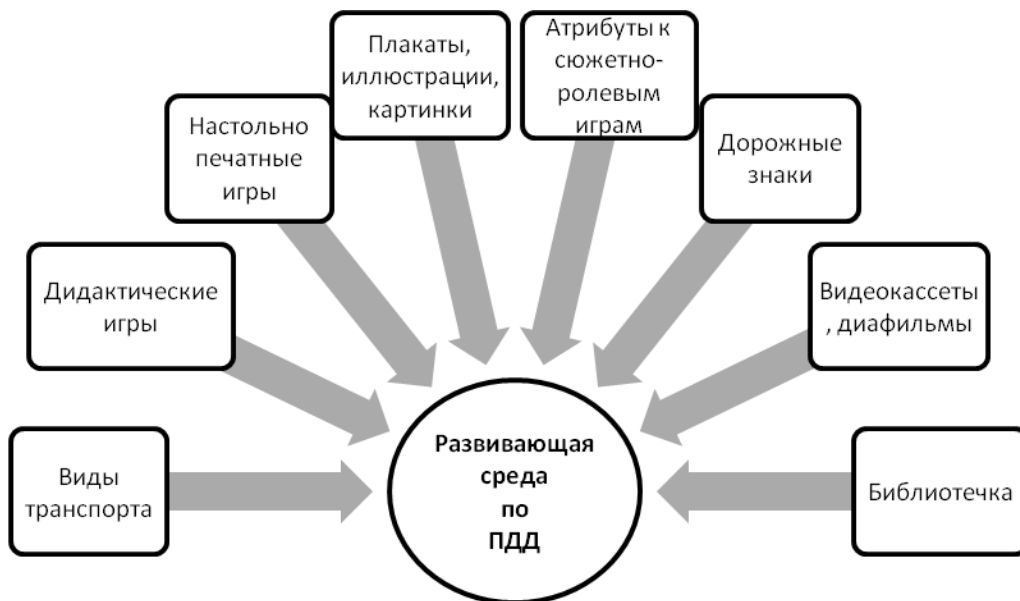 Плакаты,
иллюстрации,
картинки
Атрибуты к
сюжетно-
ролевым
играм
Настольно
печатные
игры
Дорожные
знаки
Дидактические
игры
Видеокассеты
, диафильмы
Виды
транспорта
Развивающая
среда
по
ПДД
Библиотечка